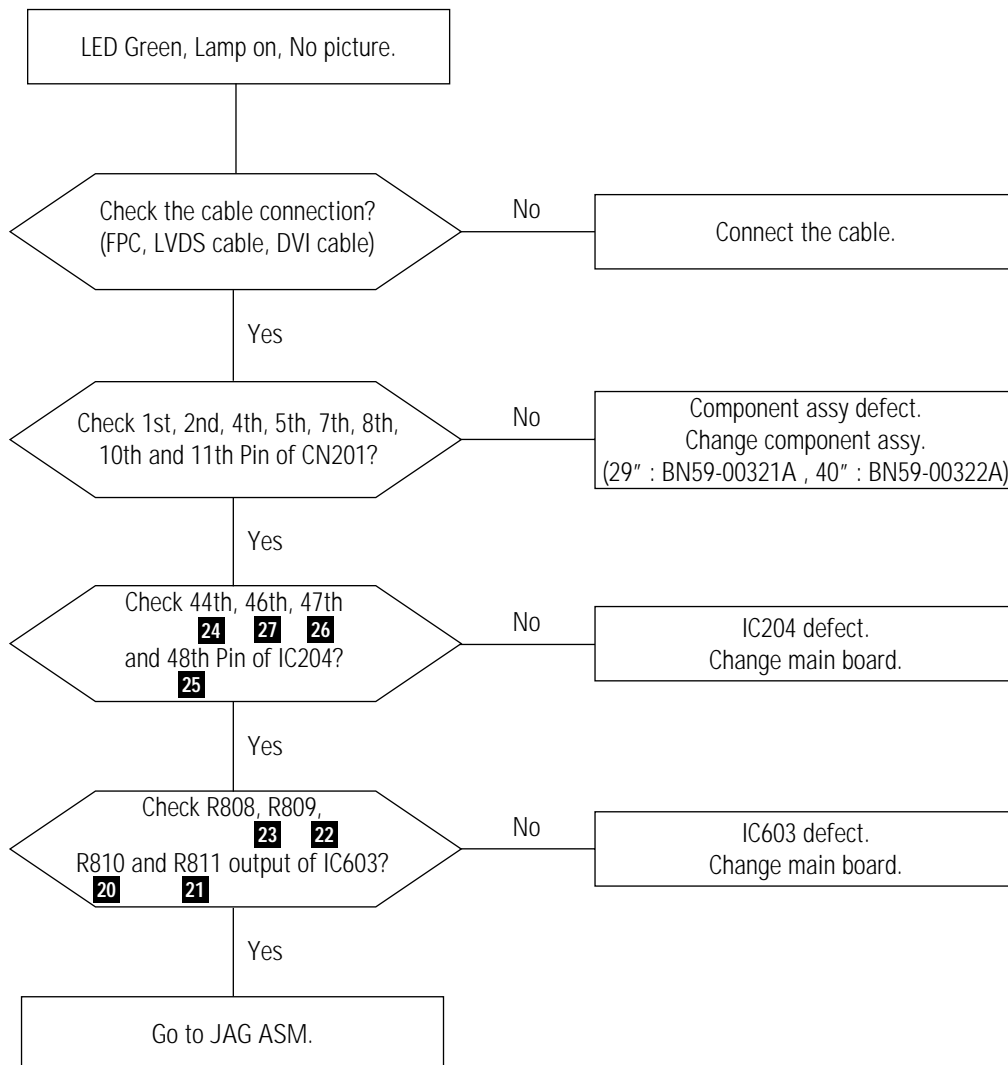 LED Green, Lamp on, No picture.
Check the cable connection?
(FPC, LVDS cable, DVI cable)
No
Connect the cable.
Yes
Check 1st, 2nd, 4th, 5th, 7th, 8th,
10th and 11th Pin of CN201?
No
Component assy defect.
Change component assy.
(29" : BN59-00321A , 40" : BN59-00322A)
Yes
Check 44th, 46th, 47th
24 27 26
and 48th Pin of IC204?
25
No
IC204 defect.
Change main board.
Yes
Check R808, R809,
23 22
R810 and R811 output of IC603?
20 21
No
IC603 defect.
Change main board.
Yes
Go to JAG ASM.